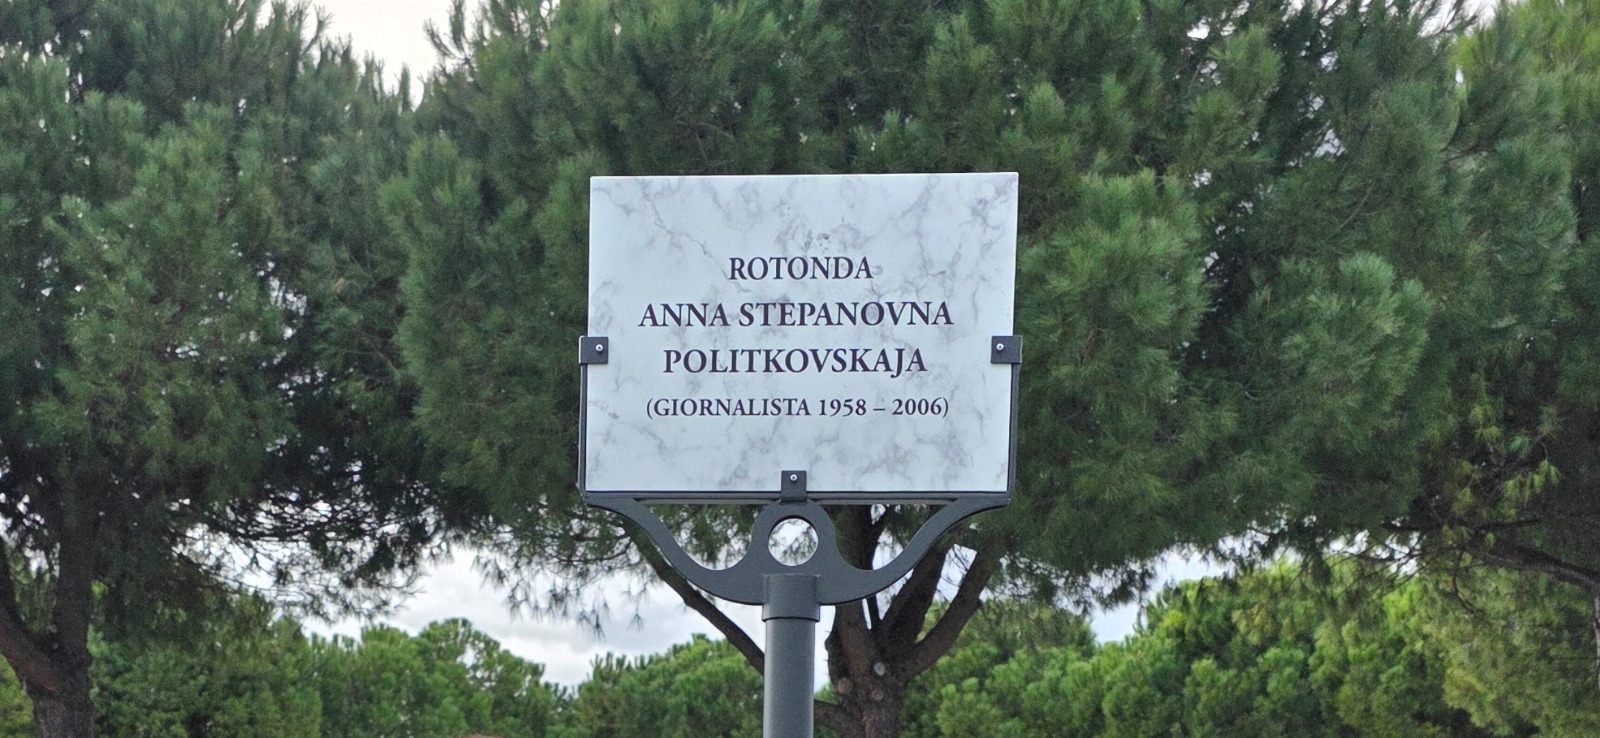 ROTONDA
ANNA STEPANOVNA
POLITKOVSKAJA
(GIORNALISTA 1958 – 2006)